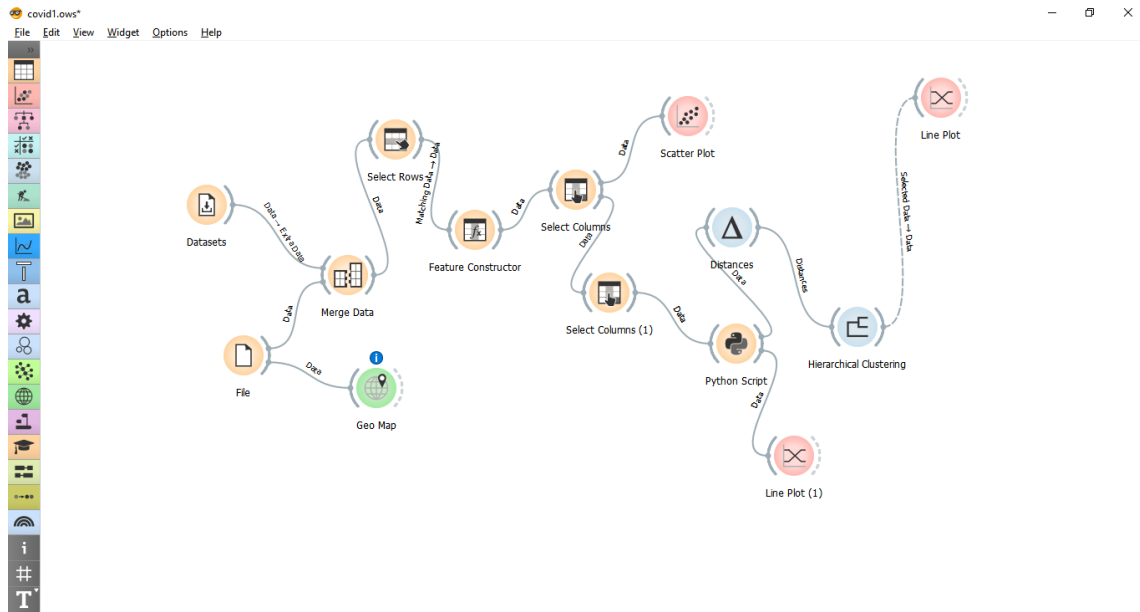 covid1.ows*
File Edit View Widget Options Help
Line Plot
Scatter Plot
Data
Select Rows
Matching Data → Data
Data
Data
Select Columns
Selected Data → Data
Data → Extra Data
Datasets
Data
Feature Constructor
Data
Distances
Data
Distances
Merge Data
Data
Select Columns (1)
Data
Python Script
Hierarchical Clustering
File
Data
Geo Map
Data
Line Plot (1)